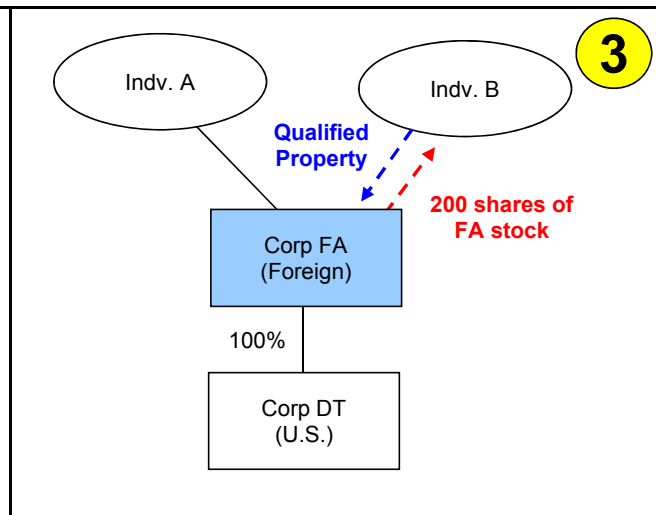 3
Indv. A
Indv. B
Qualified
Property
200 shares of
FA stock
Corp FA
(Foreign)
100%
Corp DT
(U.S.)